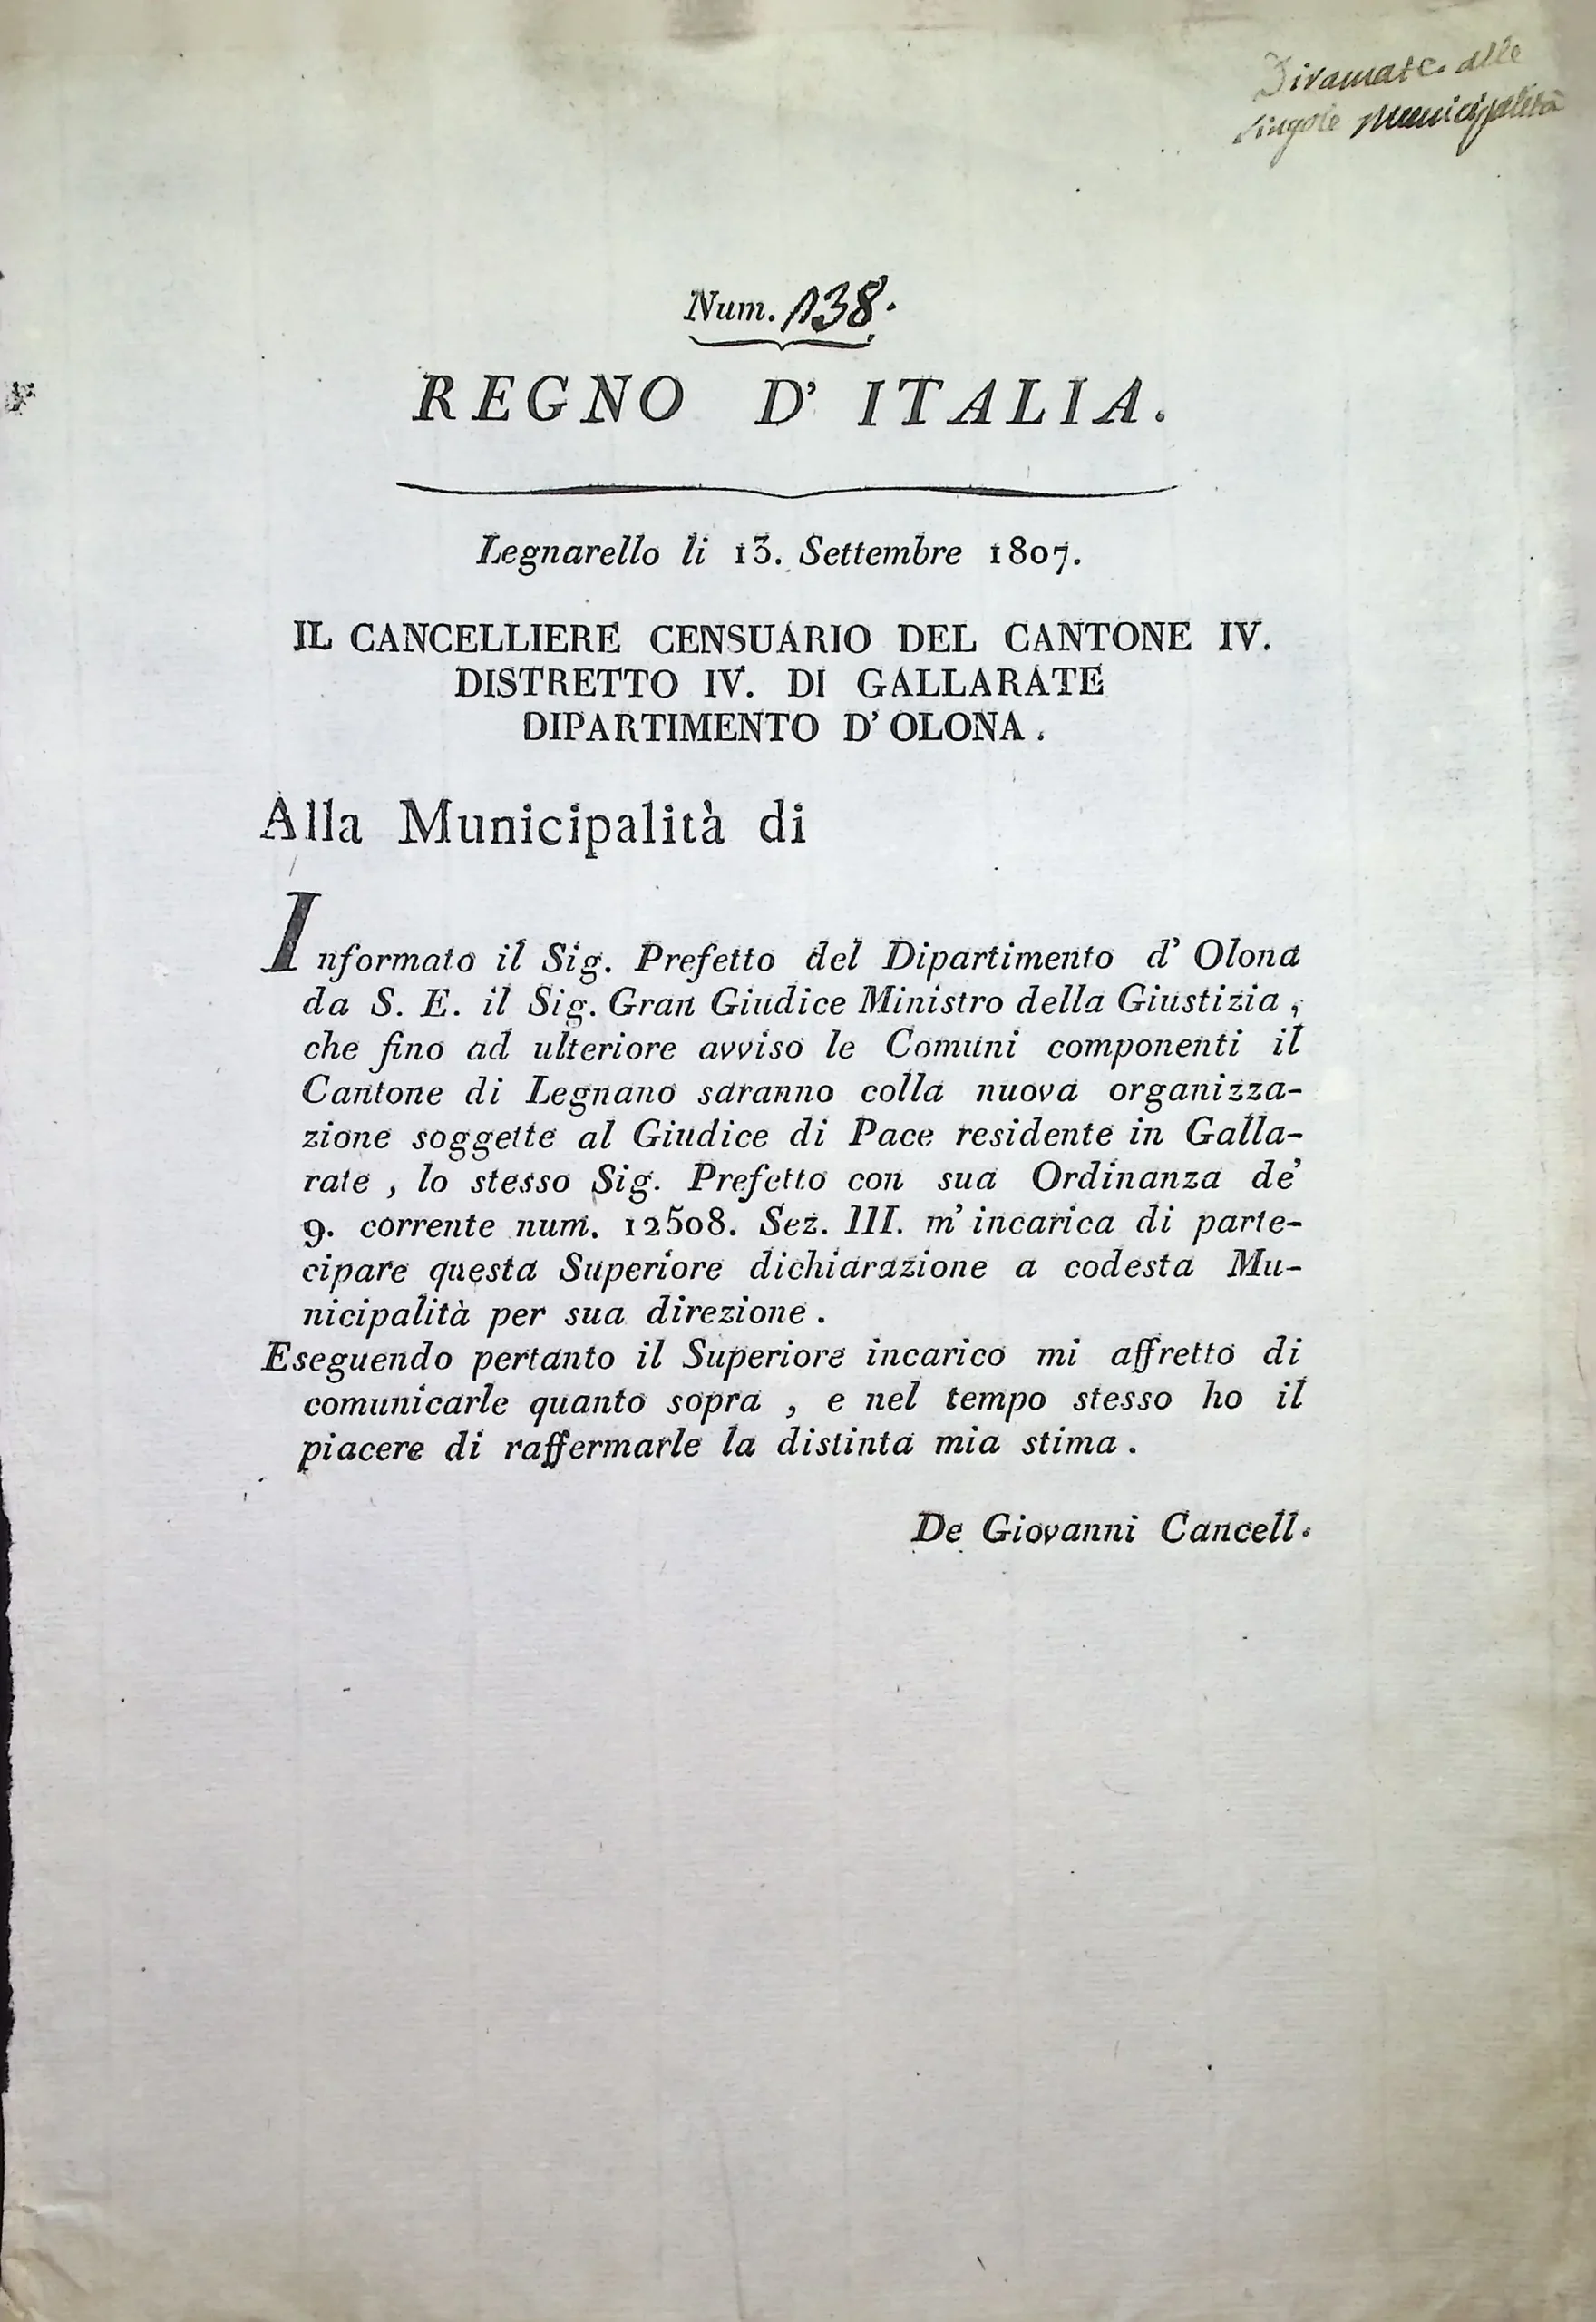 Diramate alle
singole Municipalità
Num. 1138.
REGNO D' ITALIA.
Legnarello li 13. Settembre 1807.
IL CANCELLIERE CENSUARIO DEL CANTONE IV.
DISTRETTO IV. DI GALLARATE
DIPARTIMENTO D' OLONA.
Alla Municipalità di
Informato il Sig. Prefetto del Dipartimento d' Olona
da S. E. il Sig. Gran Giudice Ministro della Giustizia,
che fino ad ulteriore avviso le Comuni componenti il
Cantone di Legnano saranno colla nuova organizza-
zione soggette al Giudice di Pace residente in Galla-
rate, lo stesso Sig. Prefetto con sua Ordinanza de'
9. corrente num. 12508. Sez. III. m' incarica di parte-
cipare questa Superiore dichiarazione a codesta Mu-
nicipalità per sua direzione.
Eseguendo pertanto il Superiore incarico mi affretto di
comunicarle quanto sopra, e nel tempo stesso ho il
piacere di raffermarle la distinta mia stima.
De Giovanni Cancell.